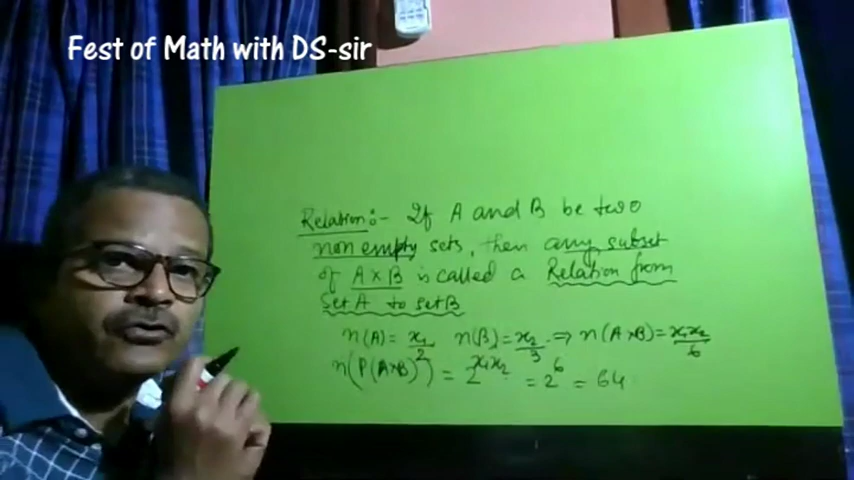 Fest of Math with DS-sir
Relation:- If A and B be two
non empty sets, then any subset
of A × B is called a Relation from
Set A to set B
n(A) = x₁/2 n(B) = x₂/3 ⇒ n(A×B) = x₁x₂/6
n(P(A×B)) = 2^x₁x₂ = 2^6 = 64